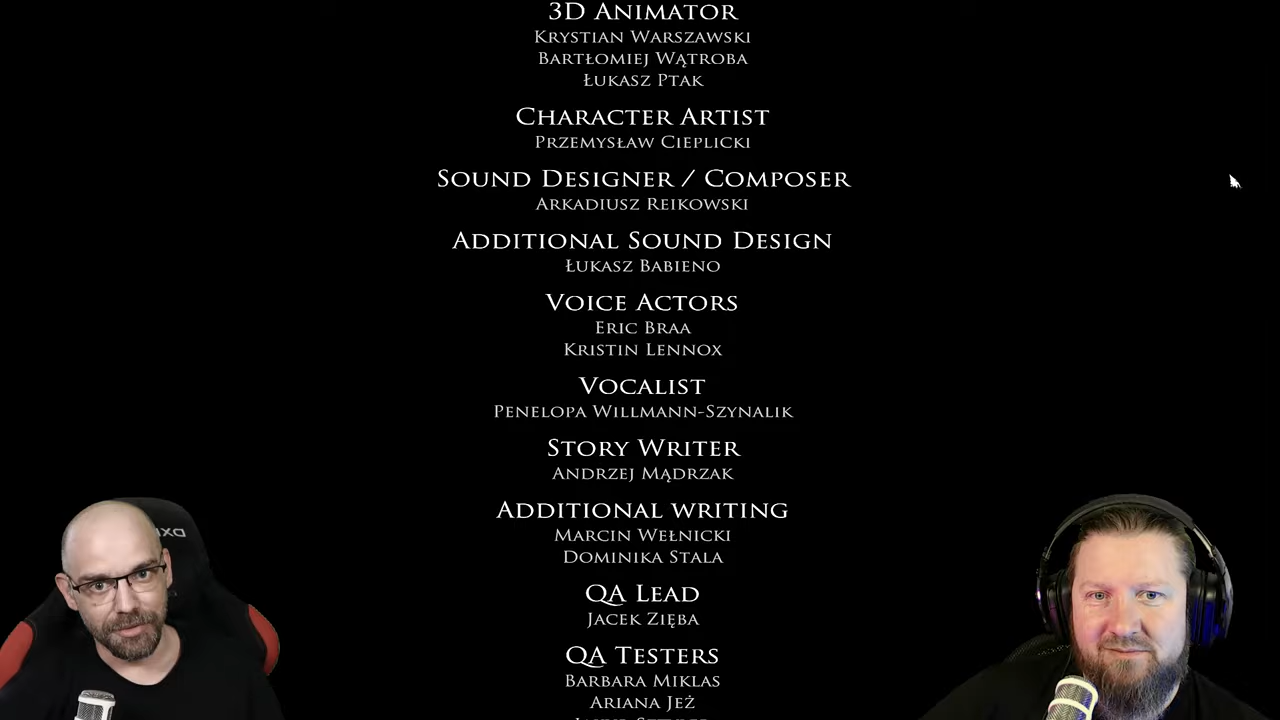 3D Animator
Krystian Warszawski
Bartłomiej Wątroba
Łukasz Ptak
Character Artist
Przemysław Cieplicki
Sound Designer / Composer
Arkadiusz Reikowski
Additional Sound Design
Łukasz Babieno
Voice Actors
Eric Braa
Kristin Lennox
Vocalist
Penelopa Willmann-Szynalik
Story Writer
Andrzej Mądrzak
Additional writing
Marcin Wełnicki
Dominika Stala
QA Lead
Jacek Zięba
QA Testers
Barbara Miklas
Ariana Jeż